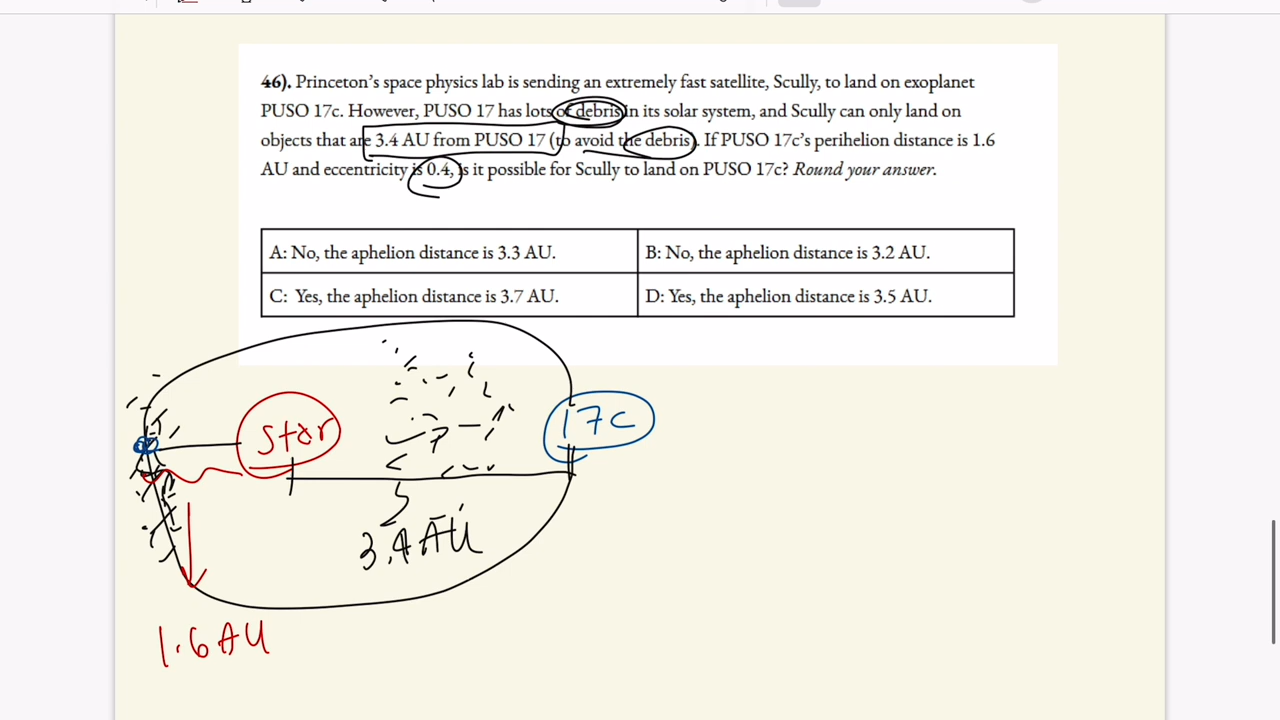 46). Princeton's space physics lab is sending an extremely fast satellite, Scully, to land on exoplanet
PUSO 17c. However, PUSO 17 has lots of debris in its solar system, and Scully can only land on
objects that are 3.4 AU from PUSO 17 (to avoid the debris). If PUSO 17c's perihelion distance is 1.6
AU and eccentricity is 0.4, is it possible for Scully to land on PUSO 17c? Round your answer.
A: No, the aphelion distance is 3.3 AU.
B: No, the aphelion distance is 3.2 AU.
C: Yes, the aphelion distance is 3.7 AU.
D: Yes, the aphelion distance is 3.5 AU.
Star
17c
3.4 AU
1.6 AU